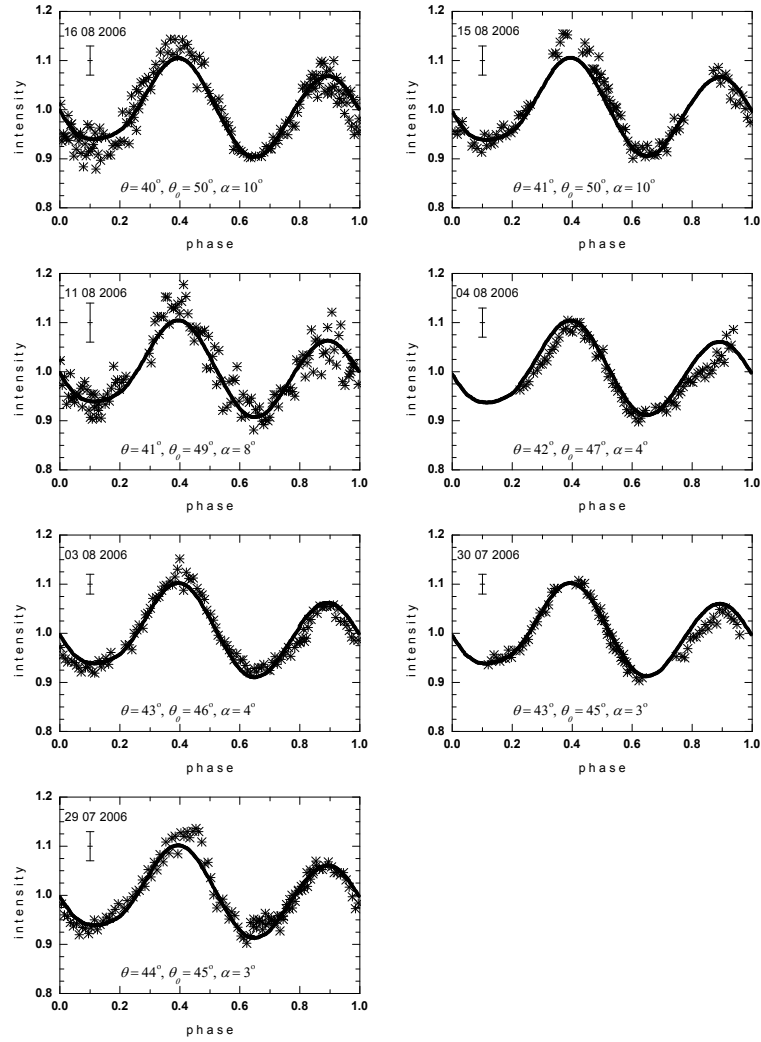 1.2
1.1
1.0
0.9
0.8
intensity
16 08 2006
θ=40°, θ₀=50°, α=10°
0.0 0.2 0.4 0.6 0.8 1.0
phase
1.2
1.1
1.0
0.9
0.8
intensity
15 08 2006
θ=41°, θ₀=50°, α=10°
0.0 0.2 0.4 0.6 0.8 1.0
phase
1.2
1.1
1.0
0.9
0.8
intensity
11 08 2006
θ=41°, θ₀=49°, α=8°
0.0 0.2 0.4 0.6 0.8 1.0
phase
1.2
1.1
1.0
0.9
0.8
intensity
04 08 2006
θ=42°, θ₀=47°, α=4°
0.0 0.2 0.4 0.6 0.8 1.0
phase
1.2
1.1
1.0
0.9
0.8
intensity
03 08 2006
θ=43°, θ₀=46°, α=4°
0.0 0.2 0.4 0.6 0.8 1.0
phase
1.2
1.1
1.0
0.9
0.8
intensity
30 07 2006
θ=43°, θ₀=45°, α=3°
0.0 0.2 0.4 0.6 0.8 1.0
phase
1.2
1.1
1.0
0.9
0.8
intensity
29 07 2006
θ=44°, θ₀=45°, α=3°
0.0 0.2 0.4 0.6 0.8 1.0
phase